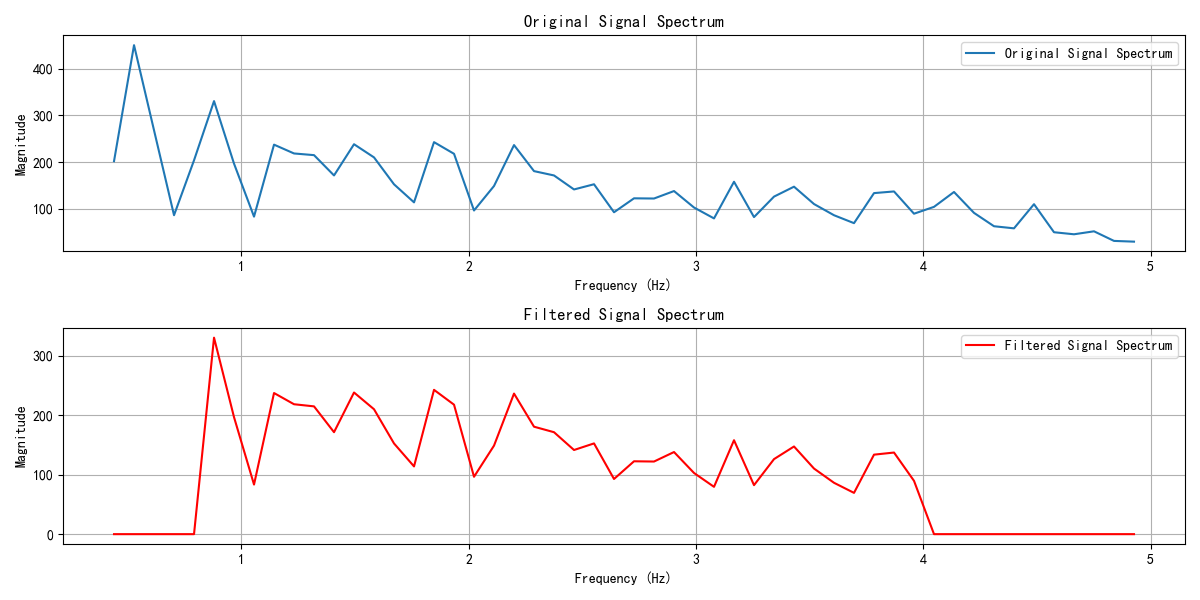 Original Signal Spectrum
Original Signal Spectrum
Magnitude
400
300
200
100
1 2 3 4 5
Frequency (Hz)
Filtered Signal Spectrum
Filtered Signal Spectrum
Magnitude
300
200
100
0
1 2 3 4 5
Frequency (Hz)